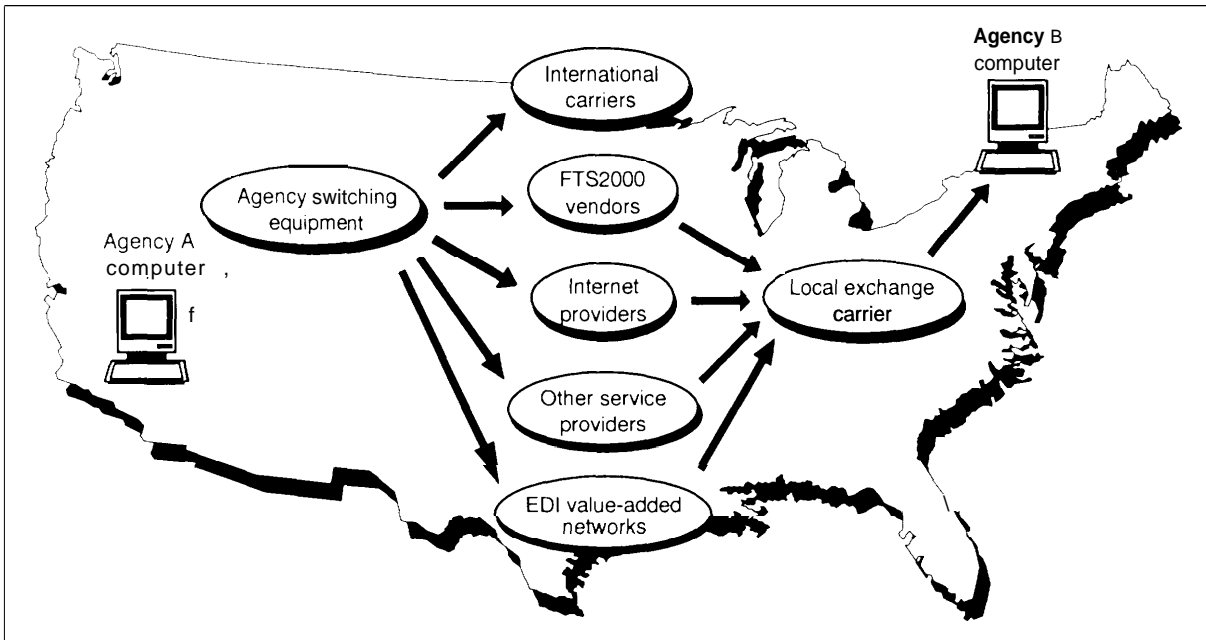 Agency B
computer
International
carriers
FTS2000
vendors
Agency switching
equipment
Agency A
computer ,
f
Internet
providers
Local exchange
carrier
Other service
providers
EDI value-added
networks